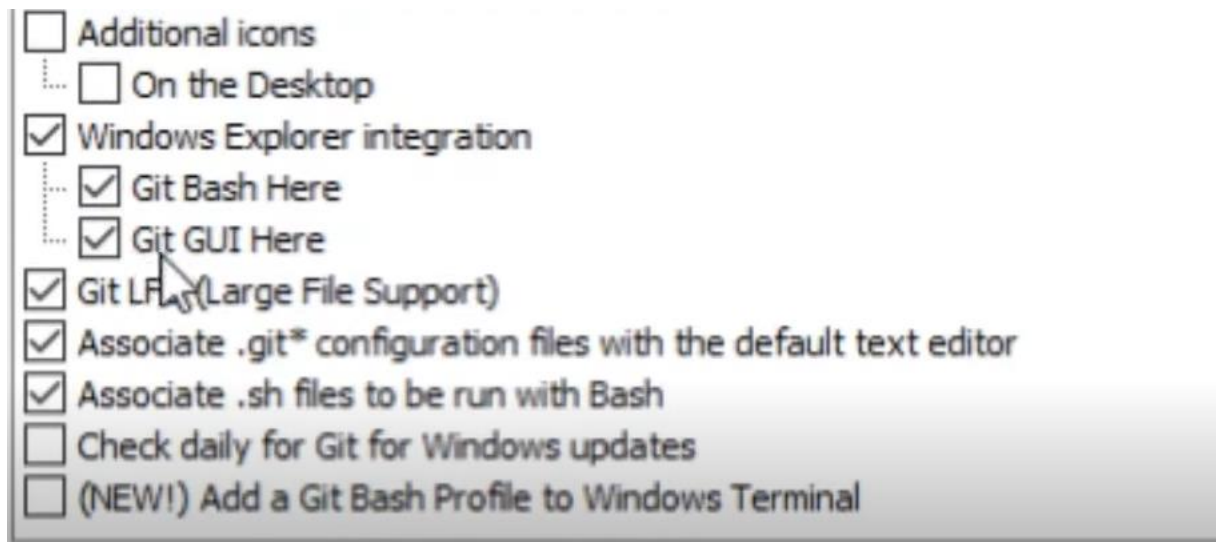 Additional icons
On the Desktop
Windows Explorer integration
Git Bash Here
Git GUI Here
Git (Large File Support)
Associate .git* configuration files with the default text editor
Associate .sh files to be run with Bash
Check daily for Git for Windows updates
(NEW!) Add a Git Bash Profile to Windows Terminal